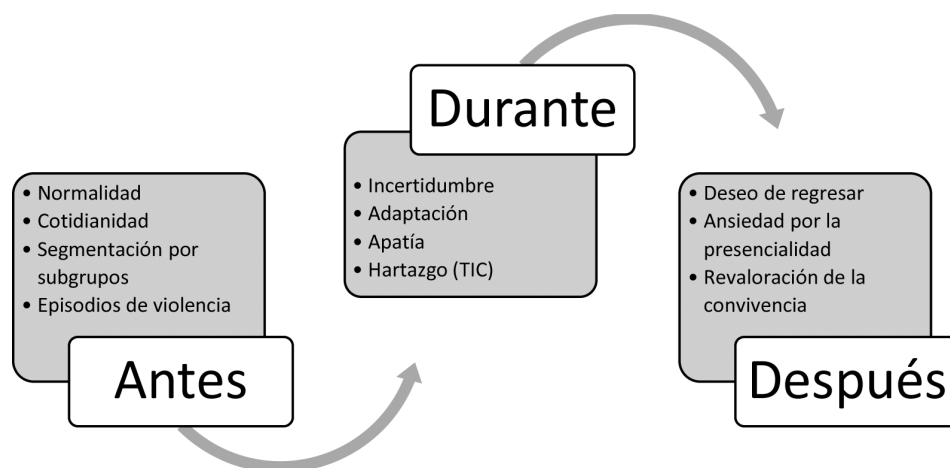 • Normalidad
• Cotidianidad
• Segmentación por
subgrupos
• Episodios de violencia
Antes
Durante
• Incertidumbre
• Adaptación
• Apatía
• Hartazgo (TIC)
• Deseo de regresar
• Ansiedad por la
presencialidad
• Revaloración de la
convivencia
Después